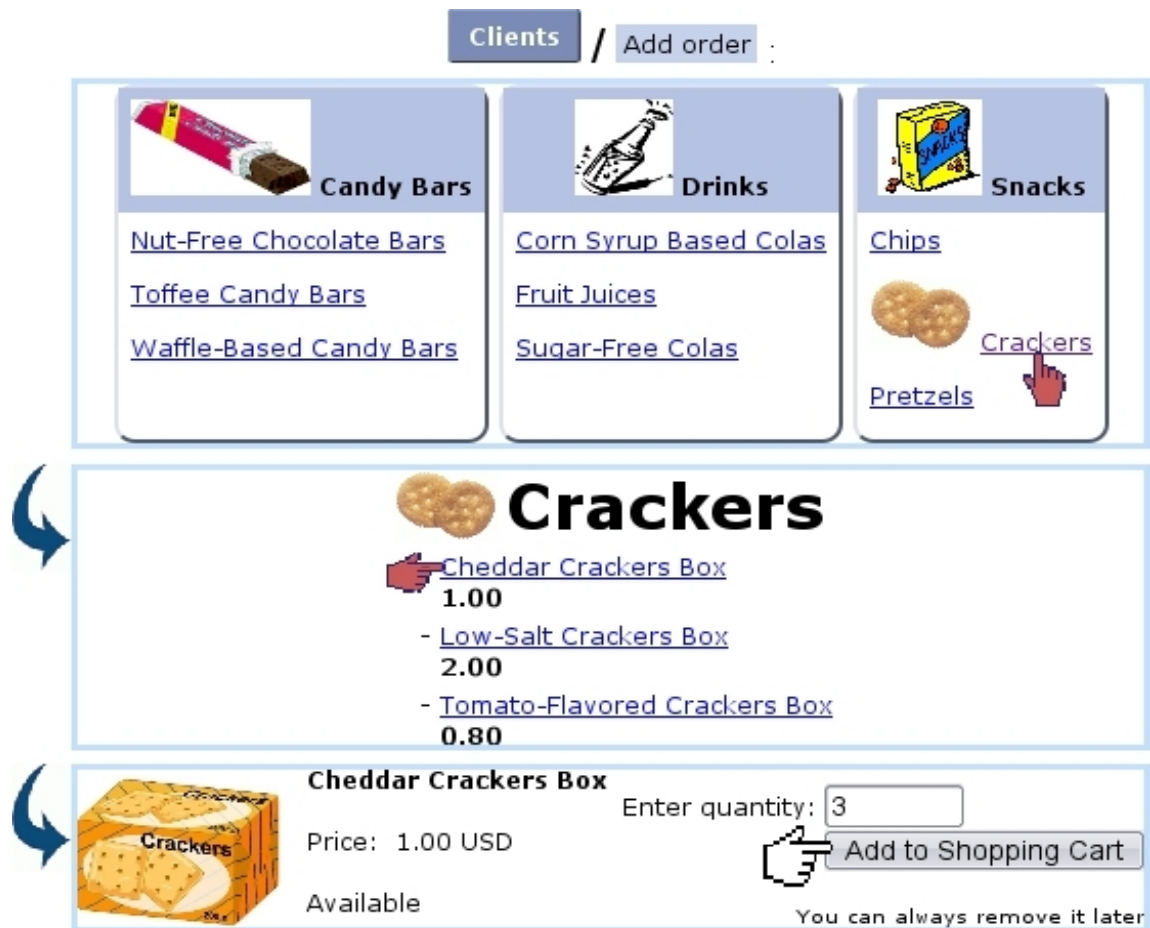 Clients / Add order :
Candy Bars
Nut-Free Chocolate Bars
Toffee Candy Bars
Waffle-Based Candy Bars
Drinks
Corn Syrup Based Colas
Fruit Juices
Sugar-Free Colas
SNACKS
Snacks
Chips
Crackers
Pretzels
Crackers
Cheddar Crackers Box
1.00
- Low-Salt Crackers Box
2.00
- Tomato-Flavored Crackers Box
0.80
Crackers
Crackers
Cheddar Crackers Box
Price: 1.00 USD
Available
Enter quantity: 3
Add to Shopping Cart
You can always remove it later